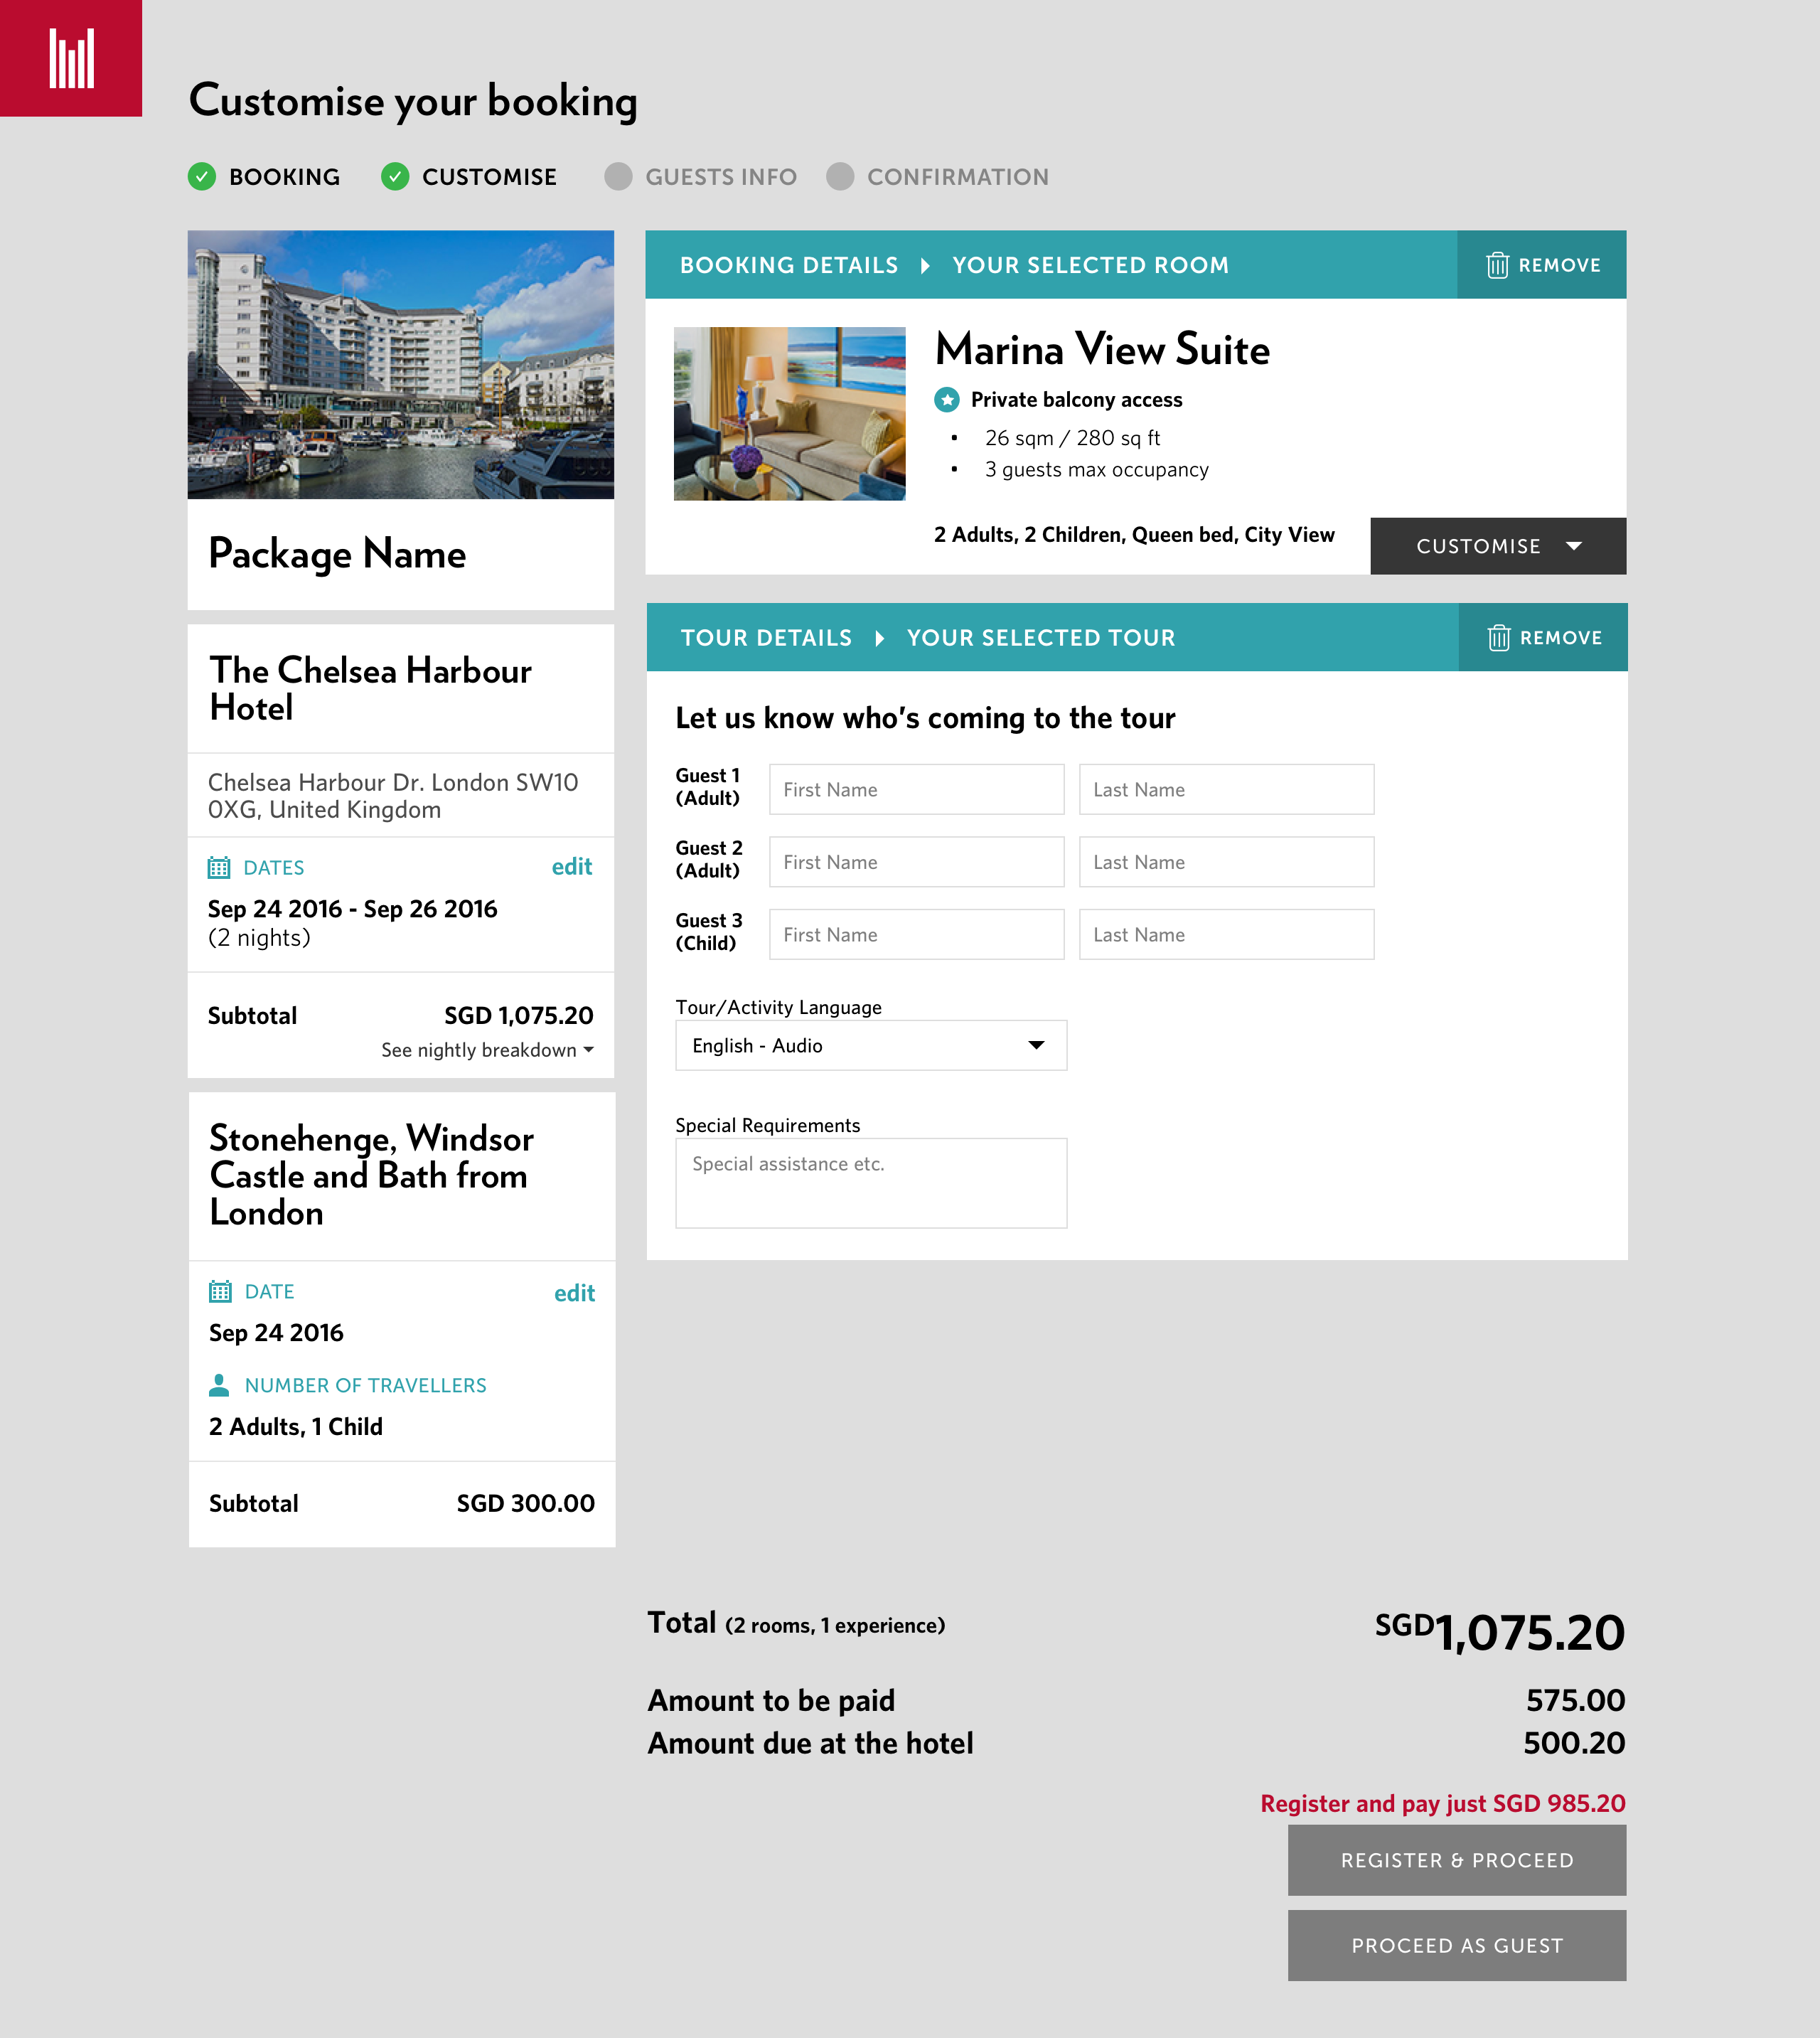 Customise your booking
BOOKING
CUSTOMISE
GUESTS INFO
CONFIRMATION
Package Name
The Chelsea Harbour
Hotel
Chelsea Harbour Dr. London SW10
0XG, United Kingdom
DATES
edit
Sep 24 2016 - Sep 26 2016
(2 nights)
Subtotal SGD 1,075.20
See nightly breakdown
Stonehenge, Windsor
Castle and Bath from
London
DATE
edit
Sep 24 2016
NUMBER OF TRAVELLERS
2 Adults, 1 Child
Subtotal SGD 300.00
BOOKING DETAILS YOUR SELECTED ROOM
REMOVE
Marina View Suite
Private balcony access
• 26 sqm / 280 sq ft
• 3 guests max occupancy
2 Adults, 2 Children, Queen bed, City View
CUSTOMISE
TOUR DETAILS YOUR SELECTED TOUR
REMOVE
Let us know who's coming to the tour
Guest 1
(Adult)
First Name
Last Name
Guest 2
(Adult)
First Name
Last Name
Guest 3
(Child)
First Name
Last Name
Tour/Activity Language
English - Audio
Special Requirements
Special assistance etc.
Total (2 rooms, 1 experience) SGD1,075.20
Amount to be paid 575.00
Amount due at the hotel 500.20
Register and pay just SGD 985.20
REGISTER & PROCEED
PROCEED AS GUEST